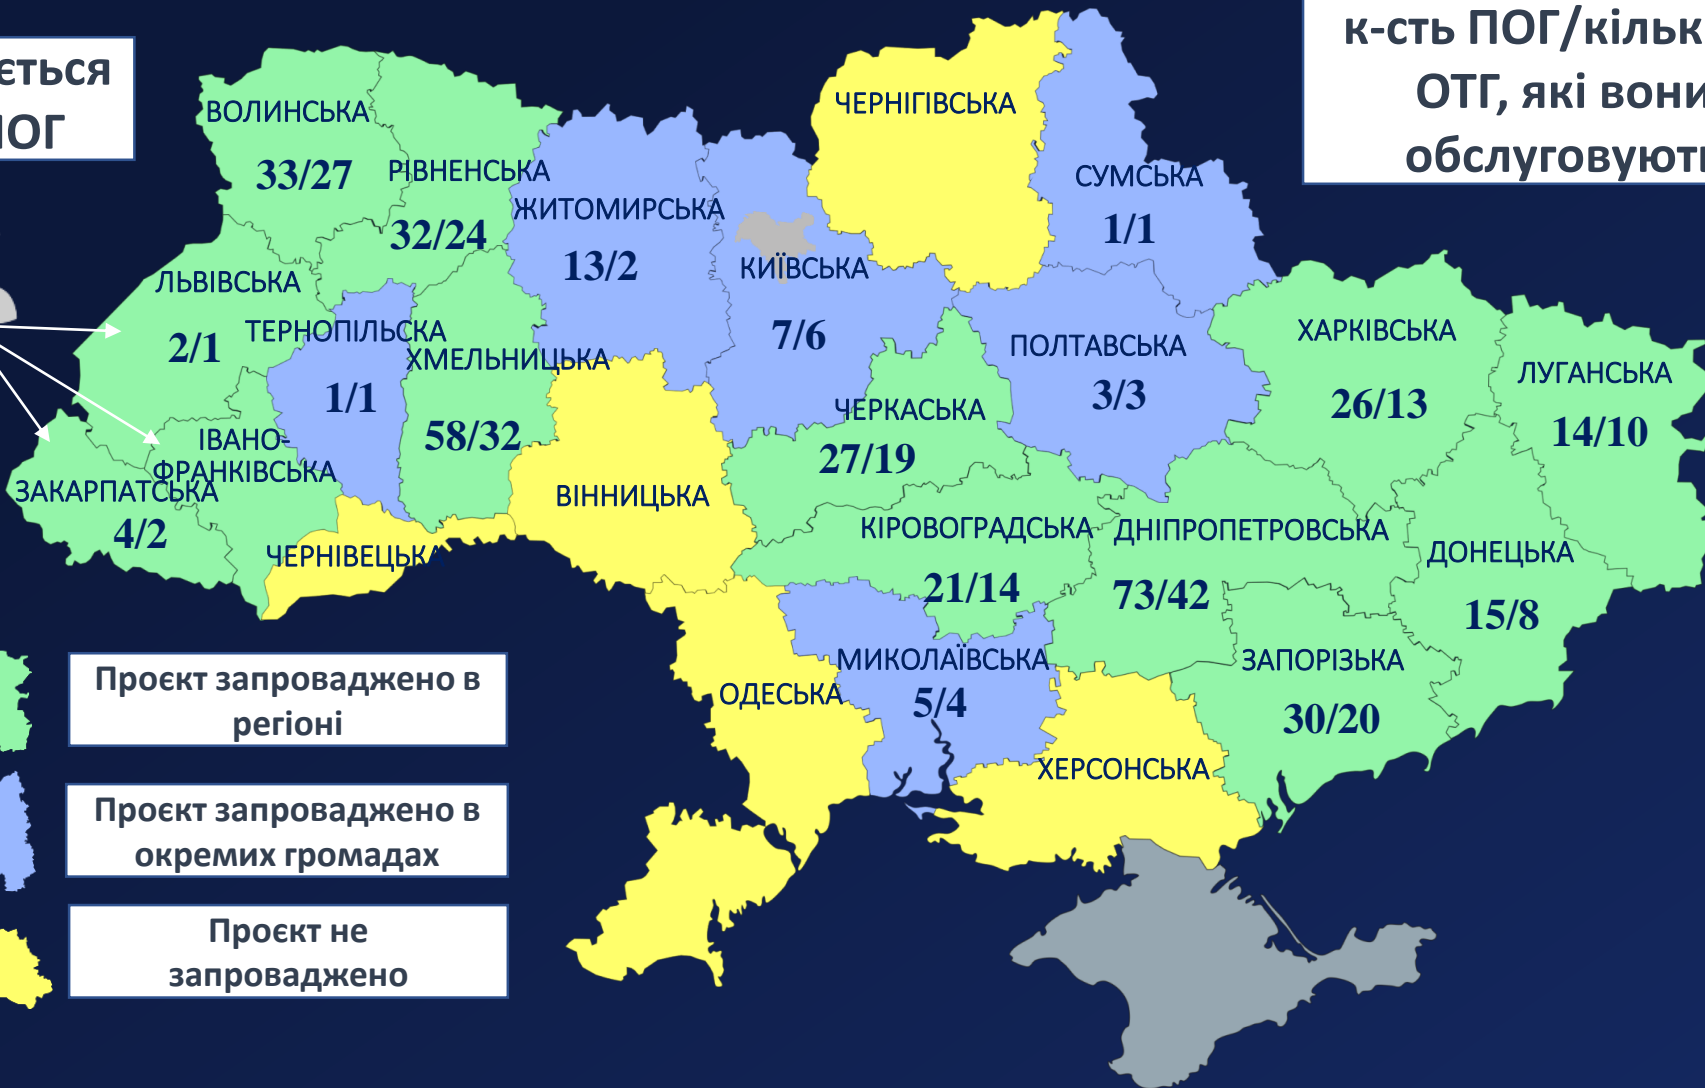 ється
ПОГ
к-сть ПОГ/кільк
ОТГ, які вони
обслуговують
ЧЕРНІГІВСЬКА
ВОЛИНСЬКА
33/27
РІВНЕНСЬКА
32/24
ЖИТОМИРСЬКА
13/2
СУМСЬКА
1/1
КИЇВСЬКА
7/6
ЛЬВІВСЬКА
2/1
ТЕРНОПІЛЬСКА
1/1
ХМЕЛЬНИЦЬКА
58/32
ПОЛТАВСЬКА
3/3
ХАРКІВСЬКА
26/13
ЛУГАНСЬКА
14/10
ЧЕРКАСЬКА
27/19
ІВАНО-
ФРАНКІВСЬКА
ЗАКАРПАТСЬКА
4/2
ВІННИЦЬКА
ЧЕРНІВЕЦЬКА
КІРОВОГРАДСЬКА
21/14
ДНІПРОПЕТРОВСЬКА
73/42
ДОНЕЦЬКА
15/8
МИКОЛАЇВСЬКА
5/4
ОДЕСЬКА
ЗАПОРІЗЬКА
30/20
ХЕРСОНСЬКА
Проєкт запроваджено в
регіоні
Проєкт запроваджено в
окремих громадах
Проєкт не
запроваджено